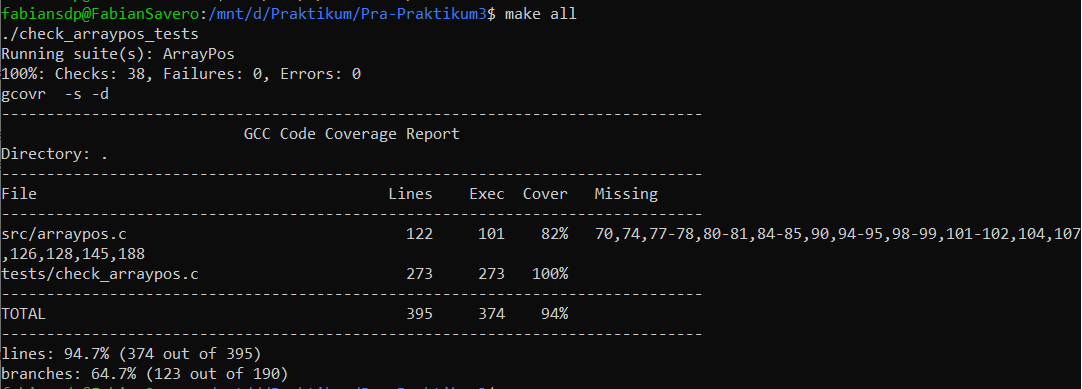 fabiansdp@FabianSavero:/mnt/d/Praktikum/Pra-Praktikum3$ make all
./check_arraypos_tests
Running suite(s): ArrayPos
100%: Checks: 38, Failures: 0, Errors: 0
gcovr  -s -d
------------------------------------------------------------------------------
                           GCC Code Coverage Report
Directory: .
------------------------------------------------------------------------------
File                                       Lines    Exec  Cover   Missing
------------------------------------------------------------------------------
src/arraypos.c                               122     101    82%   70,74,77-78,80-81,84-85,90,94-95,98-99,101-102,104,107
,126,128,145,188
tests/check_arraypos.c                       273     273   100%
------------------------------------------------------------------------------
TOTAL                                        395     374    94%
------------------------------------------------------------------------------
lines: 94.7% (374 out of 395)
branches: 64.7% (123 out of 190)